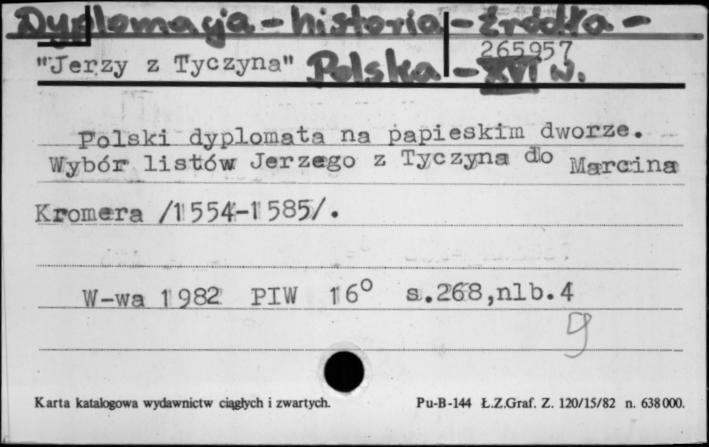 Dyplomacja - historia - źródła -
265957
"Jerzy z Tyczyna" Polska - XVI w.
Polski dyplomata na papieskim dworze.
Wybór listów Jerzego z Tyczyna do Marcina
Kromera /1554-1585/.
W-wa 1982 PIW 16° s.268,nlb.4
g
Karta katalogowa wydawnictw ciągłych i zwartych. Pu-B-144 Ł.Z.Graf. Z. 120/15/82 n. 638000.